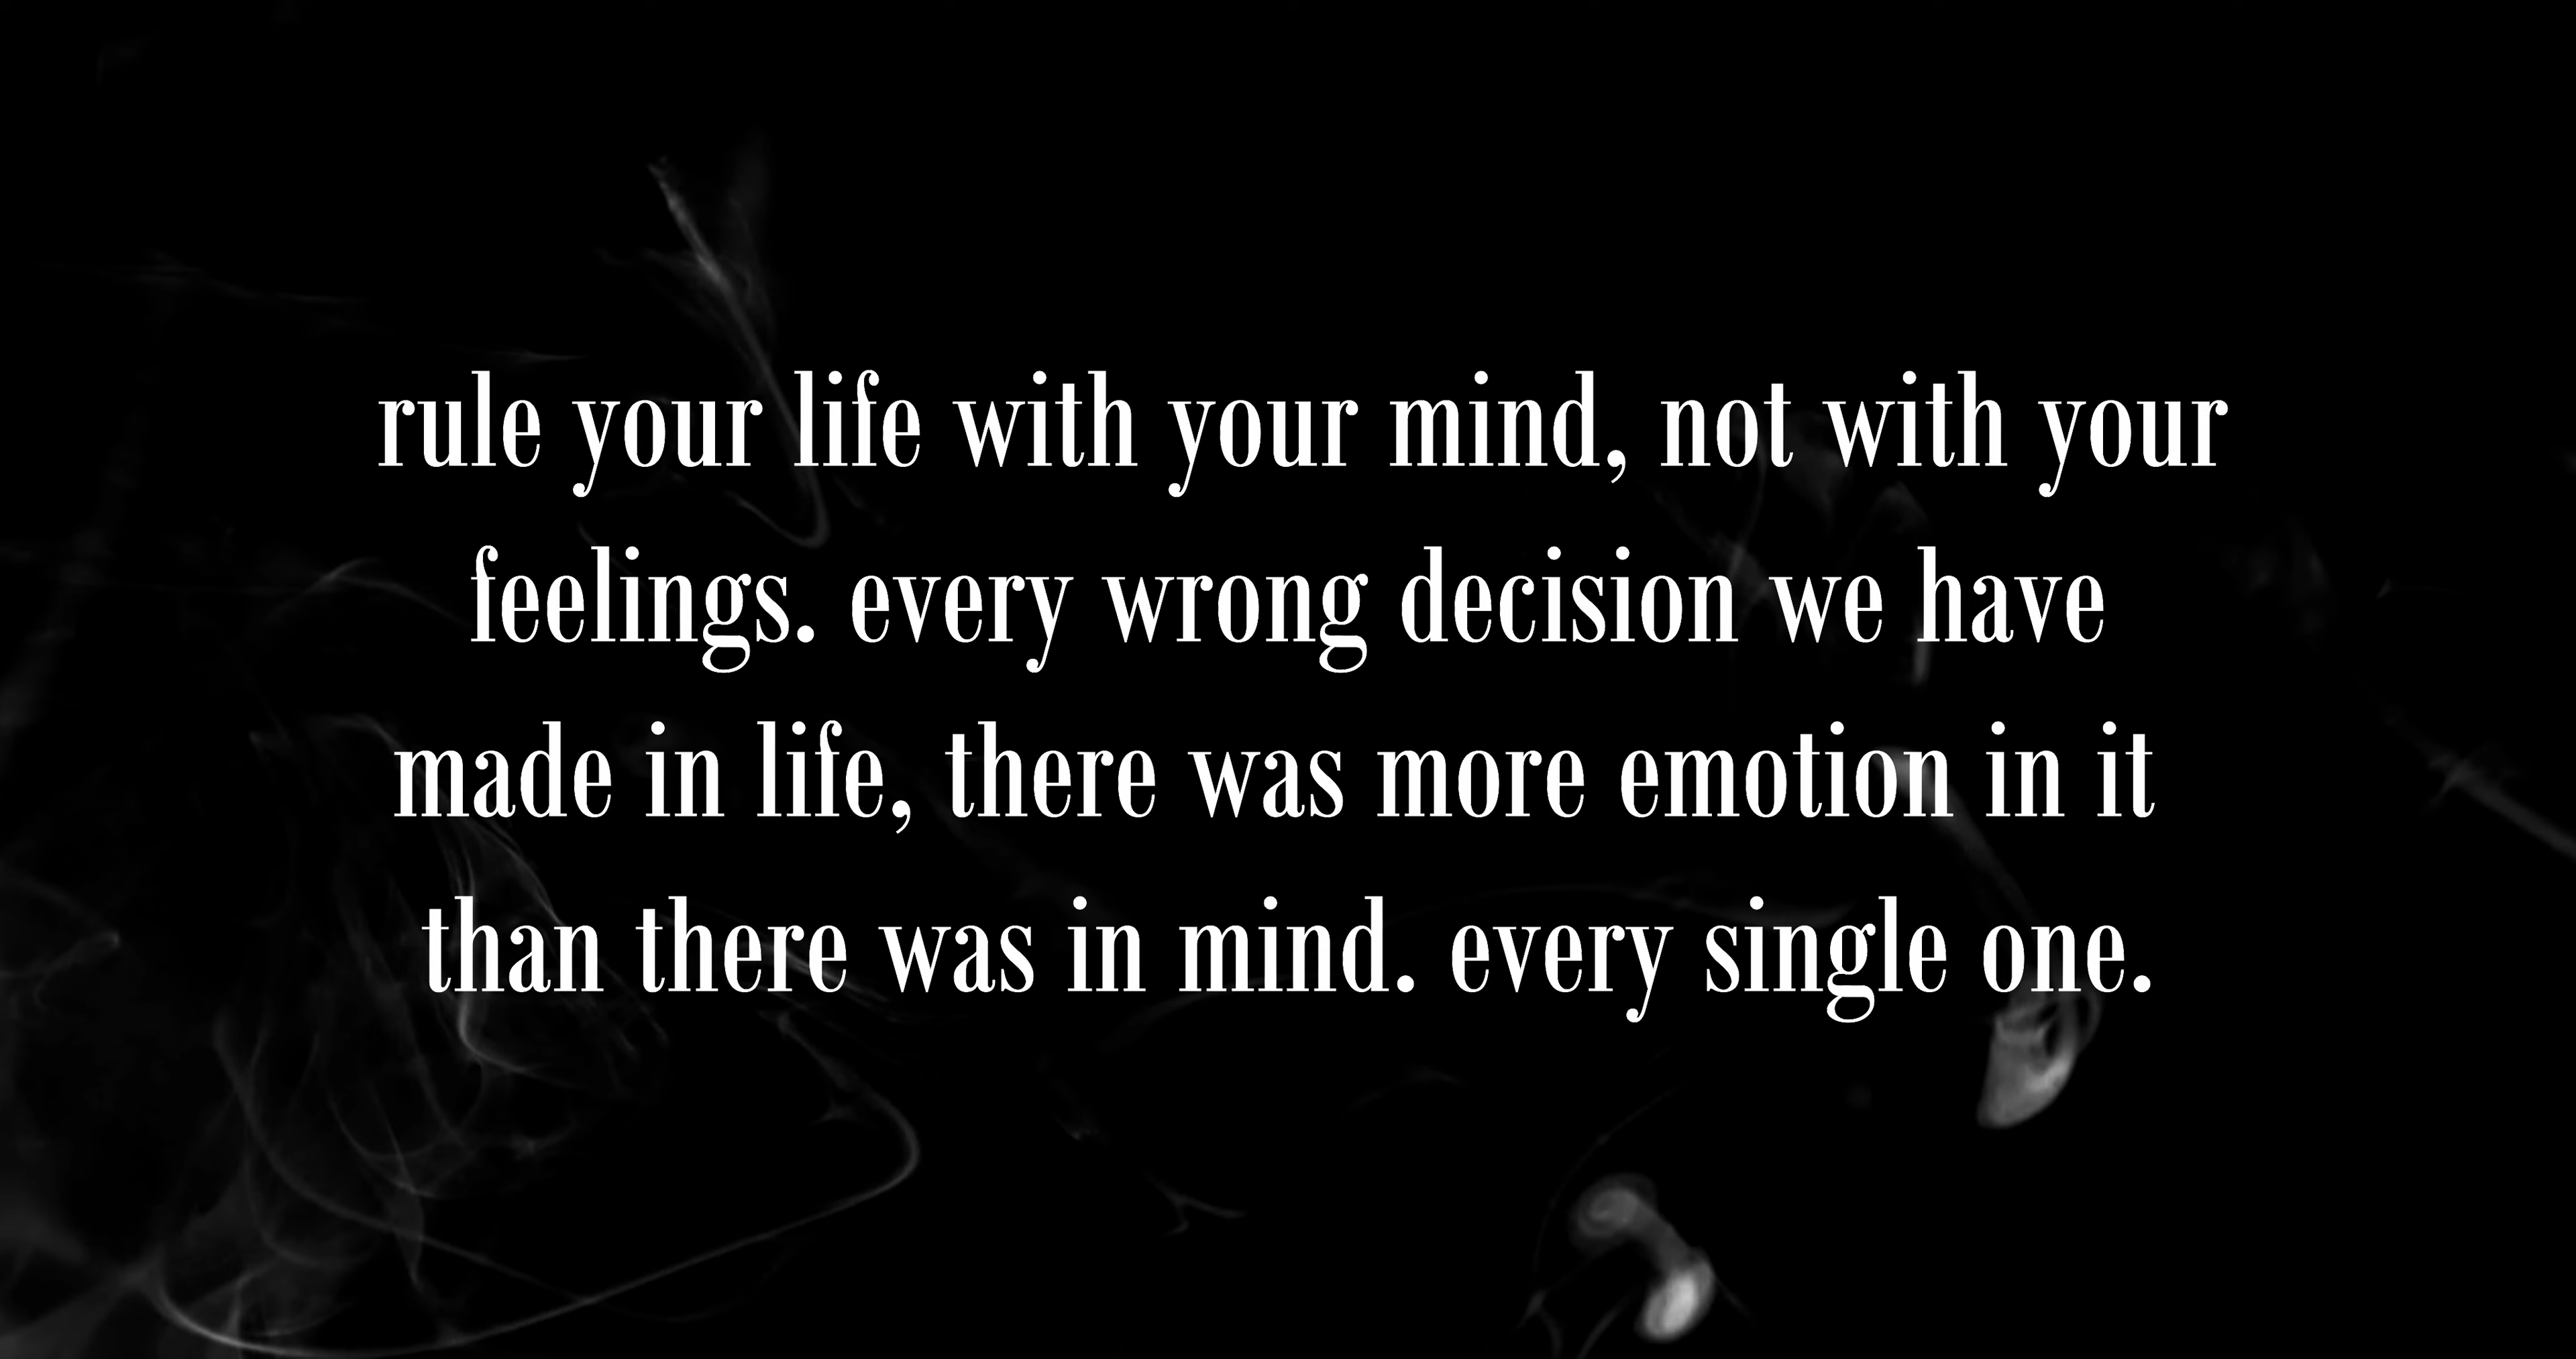 rule your life with your mind, not with your
feelings. every wrong decision we have
made in life, there was more emotion in it
than there was in mind. every single one.